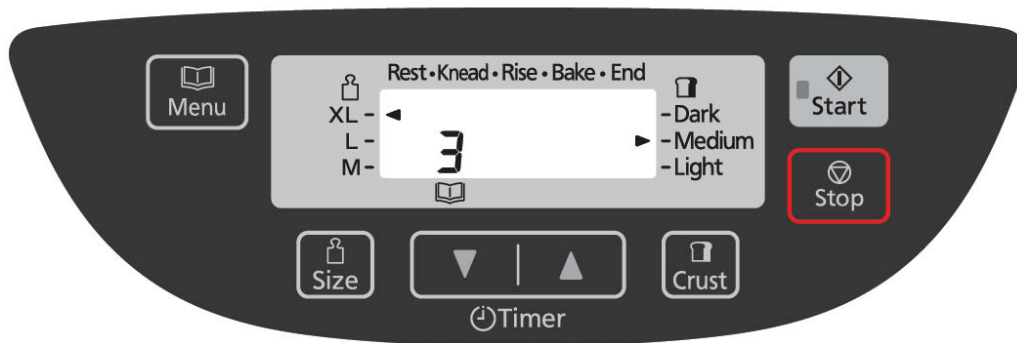 Menu
Rest • Knead • Rise • Bake • End
XL -
L -
M -
3
- Dark
- Medium
- Light
Start
Stop
Size
Crust
Timer